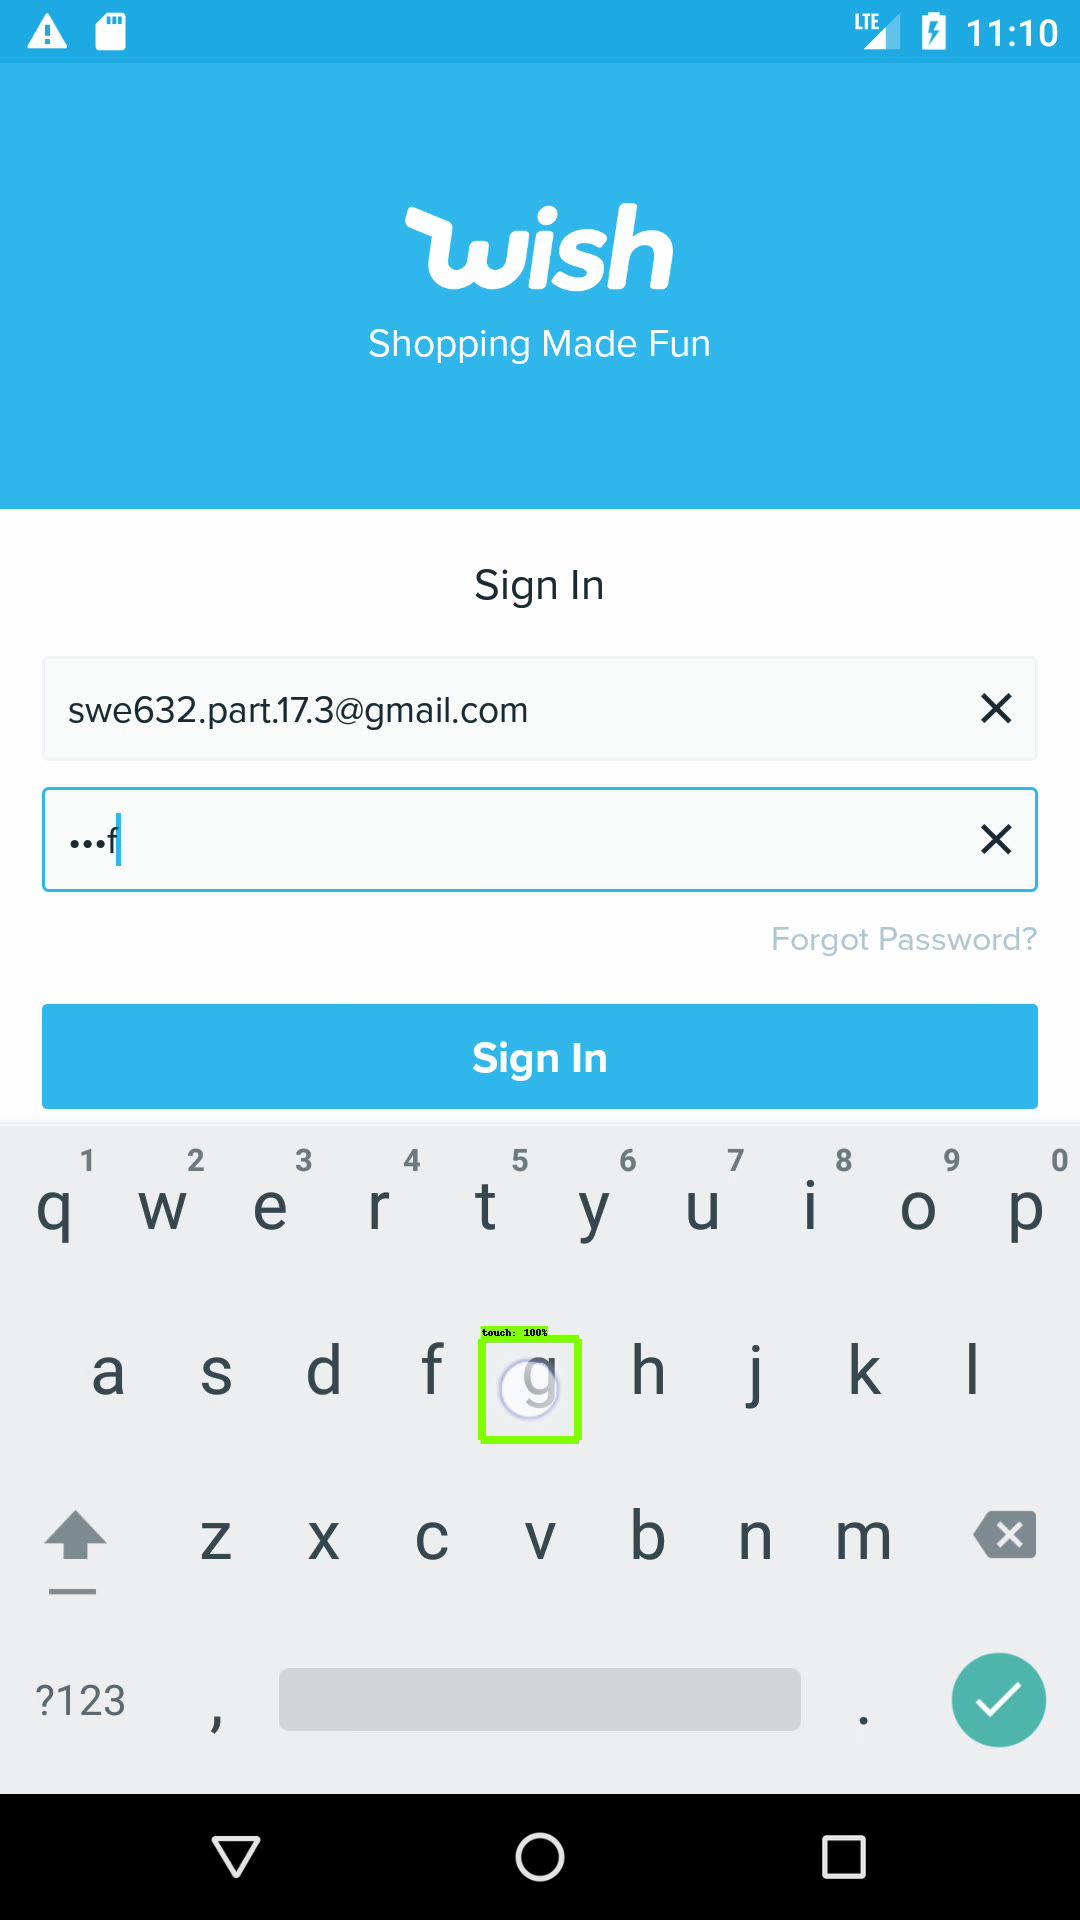 LTE 11:10
wish
Shopping Made Fun
Sign In
swe632.part.17.3@gmail.com
•••f
Forgot Password?
Sign In
1 2 3 4 5 6 7 8 9 0
q w e r t y u i o p
touch: 100%
a s d f g h j k l
z x c v b n m
?123 , .